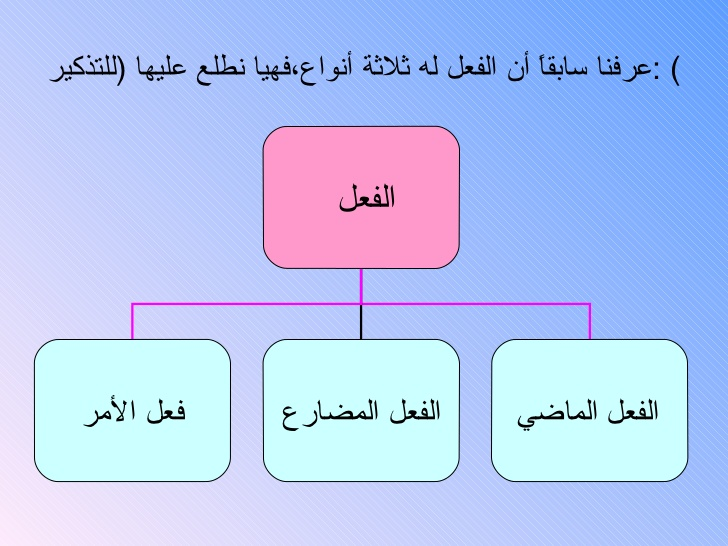 عرفنا سابقاً أن الفعل له ثلاثة أنواع،فهيا نطلع عليها (للتذكير: )
الفعل
الفعل الماضي
الفعل المضارع
فعل الأمر